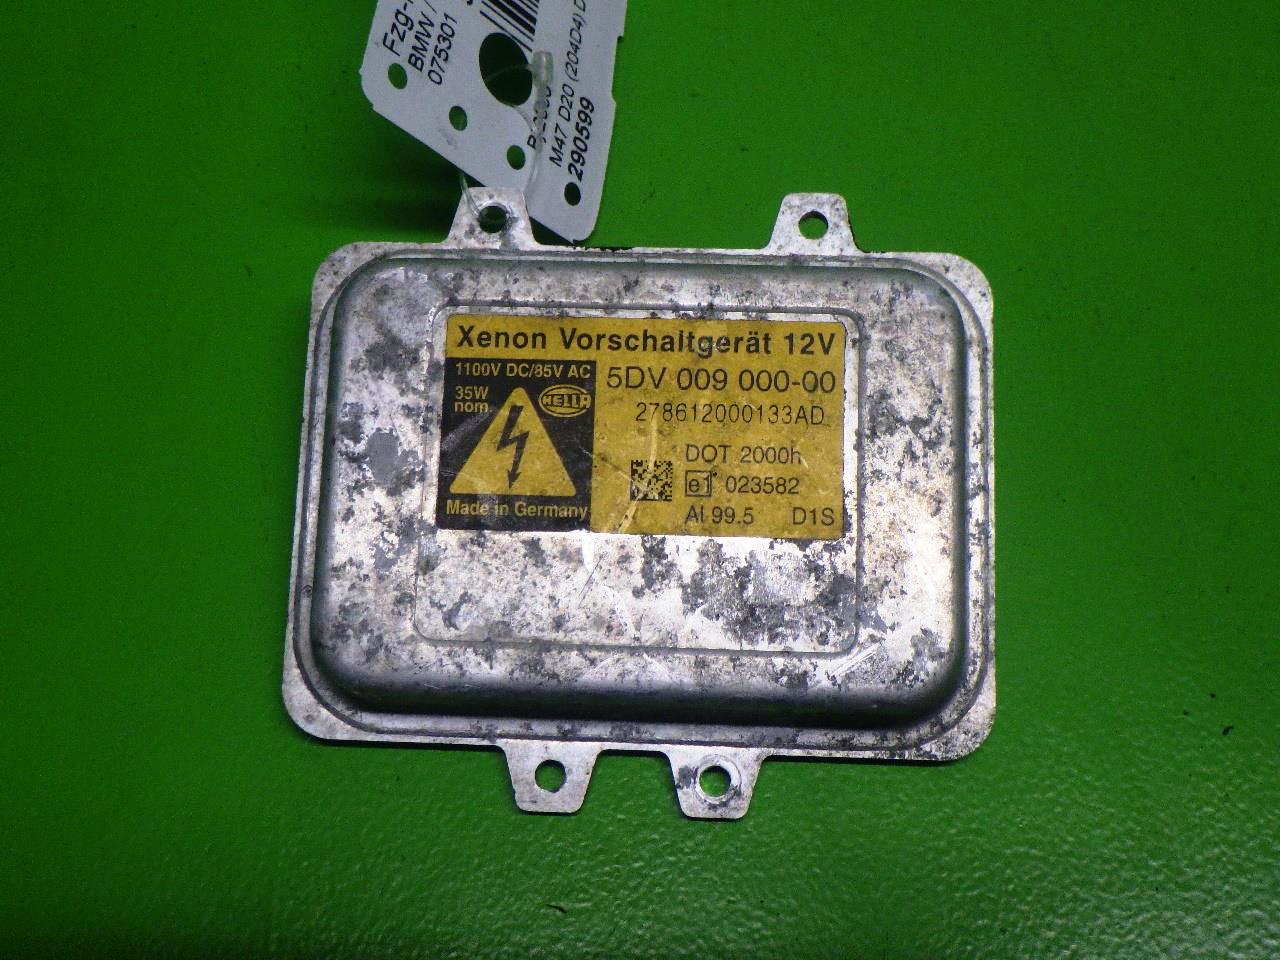 Fzg-
BMW /
075301
M47 D20 (204D4) D
290599
Xenon Vorschaltgerät 12V
1100V DC/85V AC
35W
nom
HELLA
Made in Germany
5DV 009 000-00
278612000133AD
DOT 2000h
e1 023582
AI 99.5 D1S